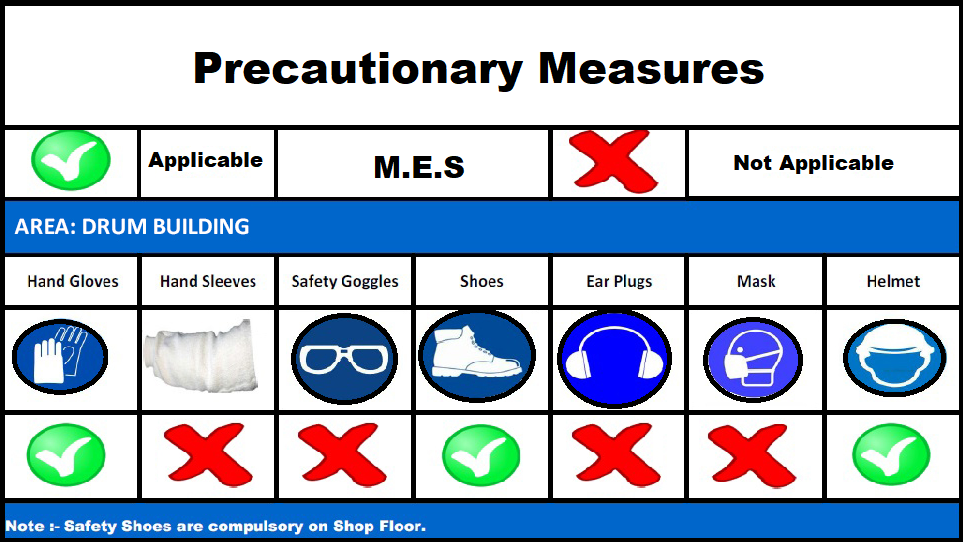 Precautionary Measures
Applicable
M.E.S
Not Applicable
AREA: DRUM BUILDING
Hand Gloves
Hand Sleeves
Safety Goggles
Shoes
Ear Plugs
Mask
Helmet
Note :- Safety Shoes are compulsory on Shop Floor.